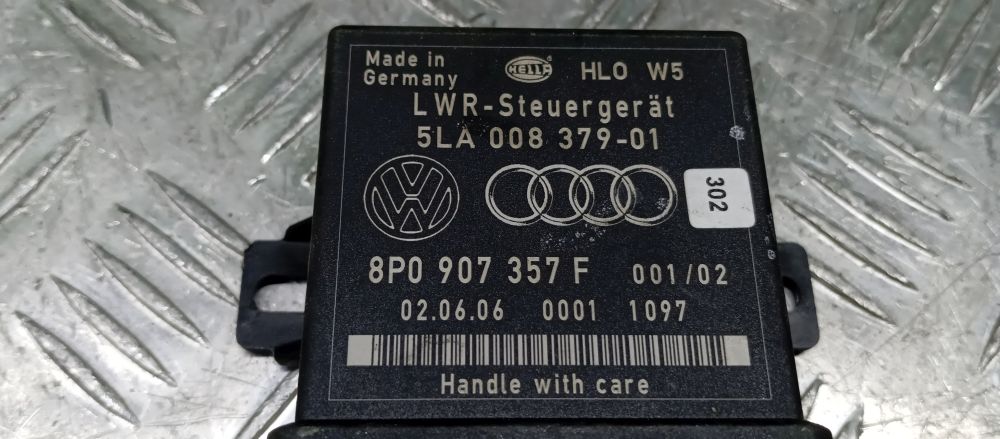 Made in HELLA HLO W5
Germany
LWR-Steuergerät
5LA 008 379-01
302
8P0 907 357 F 001/02
02.06.06 0001 1097
Handle with care